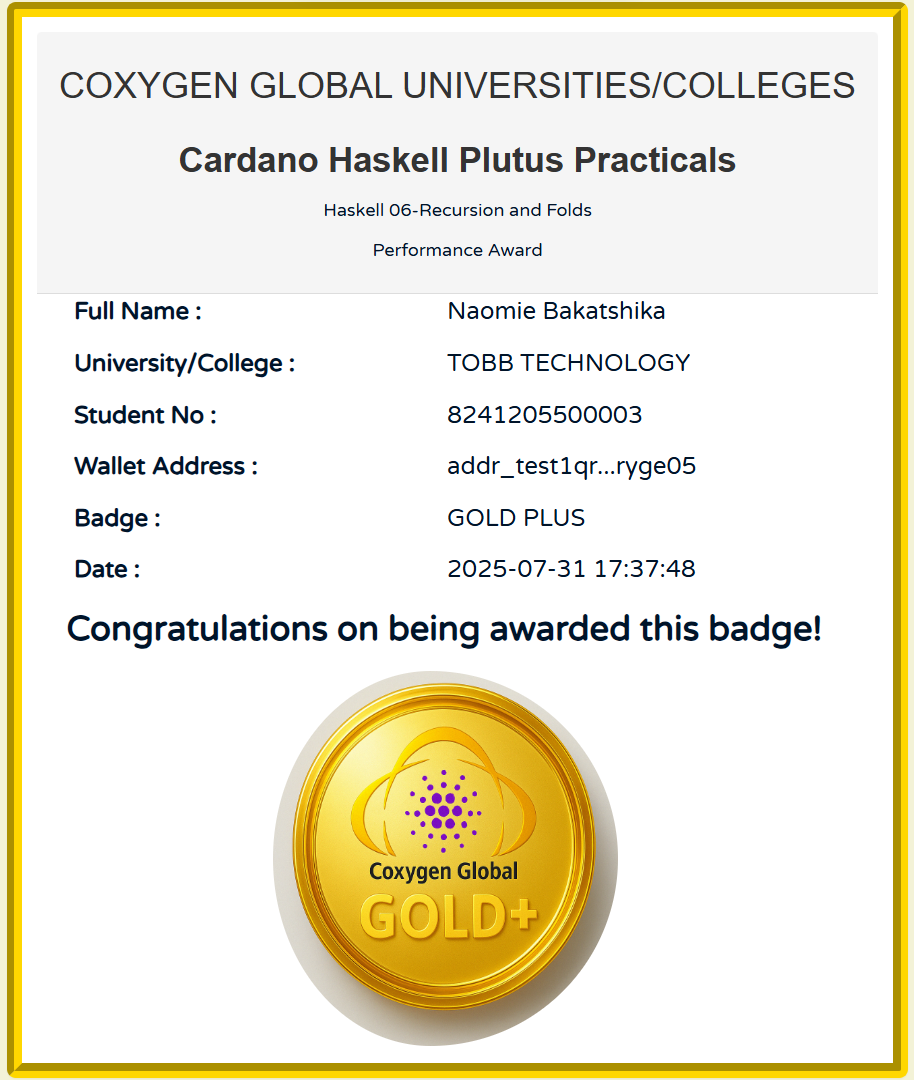 COXYGEN GLOBAL UNIVERSITIES/COLLEGES
Cardano Haskell Plutus Practicals
Haskell 06-Recursion and Folds
Performance Award
Full Name : Naomie Bakatshika
University/College : TOBB TECHNOLOGY
Student No : 8241205500003
Wallet Address : addr_test1qr...ryge05
Badge : GOLD PLUS
Date : 2025-07-31 17:37:48
Congratulations on being awarded this badge!
Coxygen Global
GOLD+